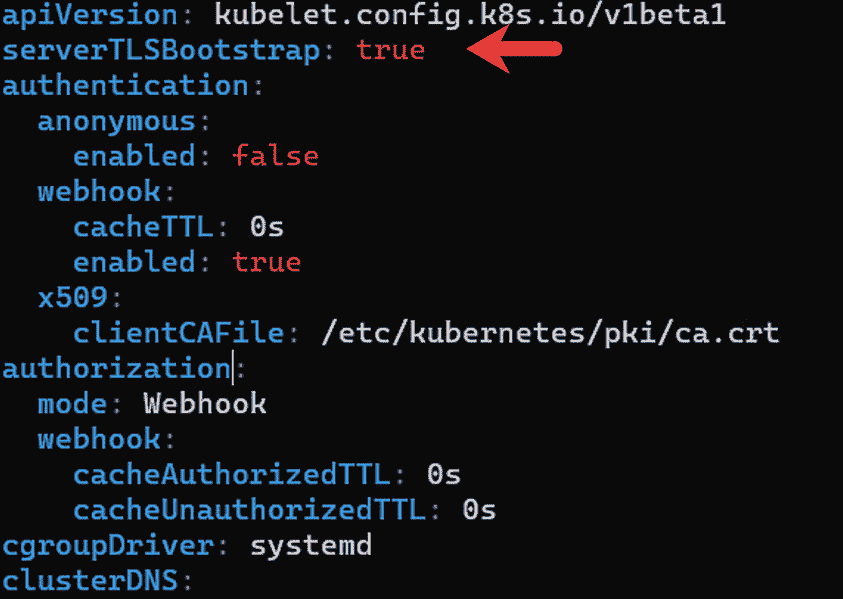 apiVersion: kubelet.config.k8s.io/v1beta1
serverTLSBootstrap: true
authentication:
  anonymous:
    enabled: false
  webhook:
    cacheTTL: 0s
    enabled: true
  x509:
    clientCAFile: /etc/kubernetes/pki/ca.crt
authorization:
  mode: Webhook
  webhook:
    cacheAuthorizedTTL: 0s
    cacheUnauthorizedTTL: 0s
cgroupDriver: systemd
clusterDNS: